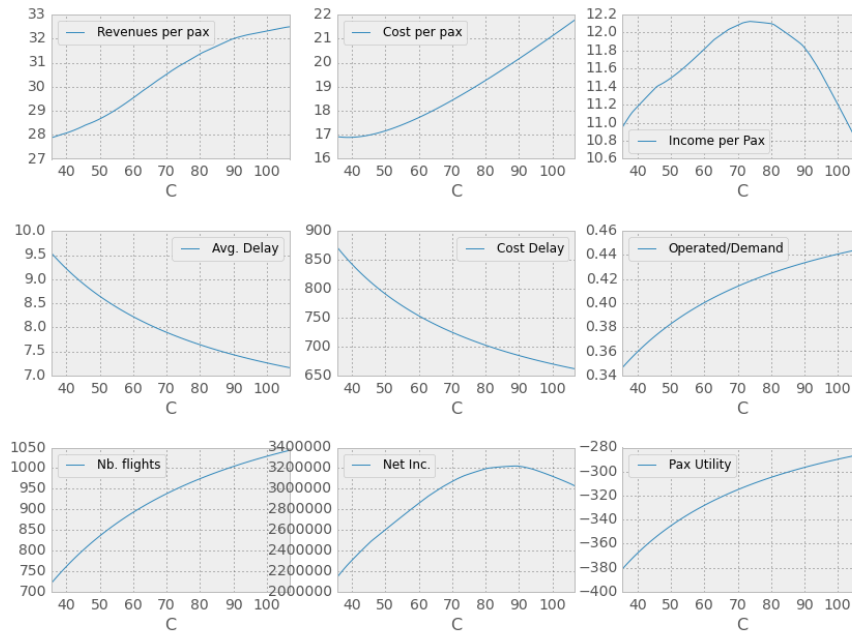 Revenues per pax
33
32
31
30
29
28
27
40 50 60 70 80 90 100
C
Cost per pax
22
21
20
19
18
17
16
40 50 60 70 80 90 100
C
Income per Pax
12.2
12.0
11.8
11.6
11.4
11.2
11.0
10.8
10.6
40 50 60 70 80 90 100
C
Avg. Delay
10.0
9.5
9.0
8.5
8.0
7.5
7.0
40 50 60 70 80 90 100
C
Cost Delay
900
850
800
750
700
650
40 50 60 70 80 90 100
C
Operated/Demand
0.46
0.44
0.42
0.40
0.38
0.36
0.34
40 50 60 70 80 90 100
C
Nb. flights
1050
1000
950
900
850
800
750
700
40 50 60 70 80 90 100
C
Net Inc.
3400000
3200000
3000000
2800000
2600000
2400000
2200000
2000000
40 50 60 70 80 90 100
C
Pax Utility
−280
−300
−320
−340
−360
−380
−400
40 50 60 70 80 90 100
C